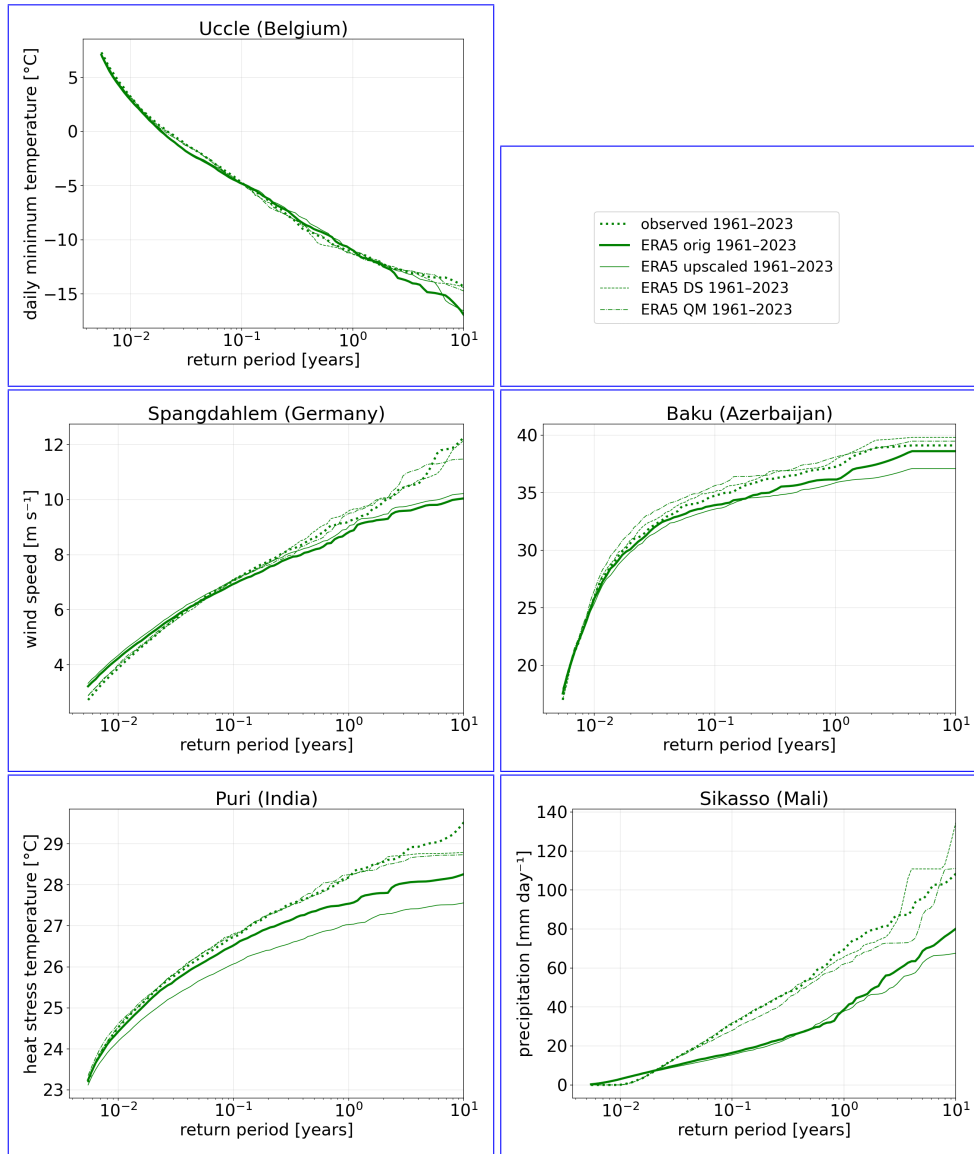 Uccle (Belgium)
daily minimum temperature [°C]
5
0
−5
−10
−15
10⁻² 10⁻¹ 10⁰ 10¹
return period [years]
observed 1961–2023
ERA5 orig 1961–2023
ERA5 upscaled 1961–2023
ERA5 DS 1961–2023
ERA5 QM 1961–2023
Spangdahlem (Germany)
wind speed [m s⁻¹]
12
10
8
6
4
10⁻² 10⁻¹ 10⁰ 10¹
return period [years]
Baku (Azerbaijan)
40
35
30
25
20
10⁻² 10⁻¹ 10⁰ 10¹
return period [years]
Puri (India)
heat stress temperature [°C]
29
28
27
26
25
24
23
10⁻² 10⁻¹ 10⁰ 10¹
return period [years]
Sikasso (Mali)
precipitation [mm day⁻¹]
140
120
100
80
60
40
20
0
10⁻² 10⁻¹ 10⁰ 10¹
return period [years]